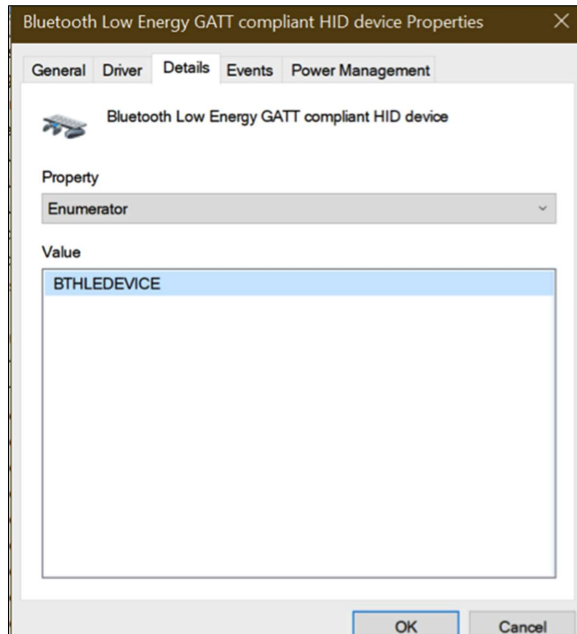 Bluetooth Low Energy GATT compliant HID device Properties
General Driver Details Events Power Management
Bluetooth Low Energy GATT compliant HID device
Property
Enumerator
Value
BTHLEDEVICE
OK Cancel